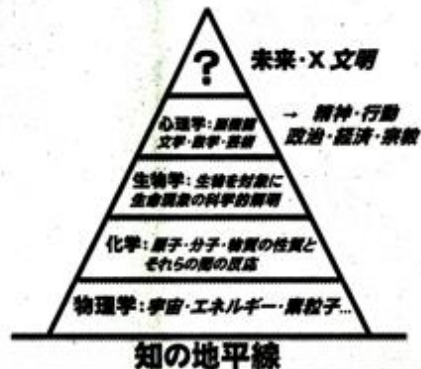 ?
未来・X 文明
心理学:
文学・数学・芸術
→ 精神・行動
政治・経済・宗教
生物学:生物を対象に
生命現象の科学的解明
化学:原子・分子・物質の性質と
それらの間の反応
物理学:宇宙・エネルギー・素粒子...
知の地平線